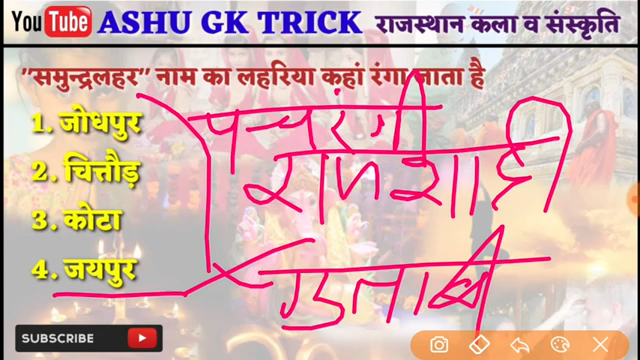 You Tube ASHU GK TRICK राजस्थान कला व संस्कृति
"समुन्द्रलहर" नाम का लहरिया कहां रंगा जाता है
1. जोधपुर
पचरंगी
2. चित्तौड़
राजशाही
3. कोटा
4. जयपुर
गुलाबी
SUBSCRIBE